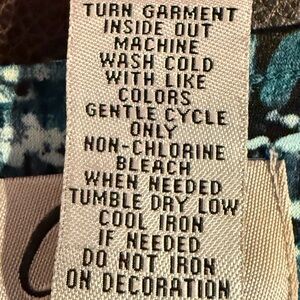 TURN GARMENT
INSIDE OUT
MACHINE
WASH COLD
WITH LIKE
COLORS
GENTLE CYCLE
ONLY
NON-CHLORINE
BLEACH
WHEN NEEDED
TUMBLE DRY LOW
COOL IRON
IF NEEDED
DO NOT IRON
ON DECORATION